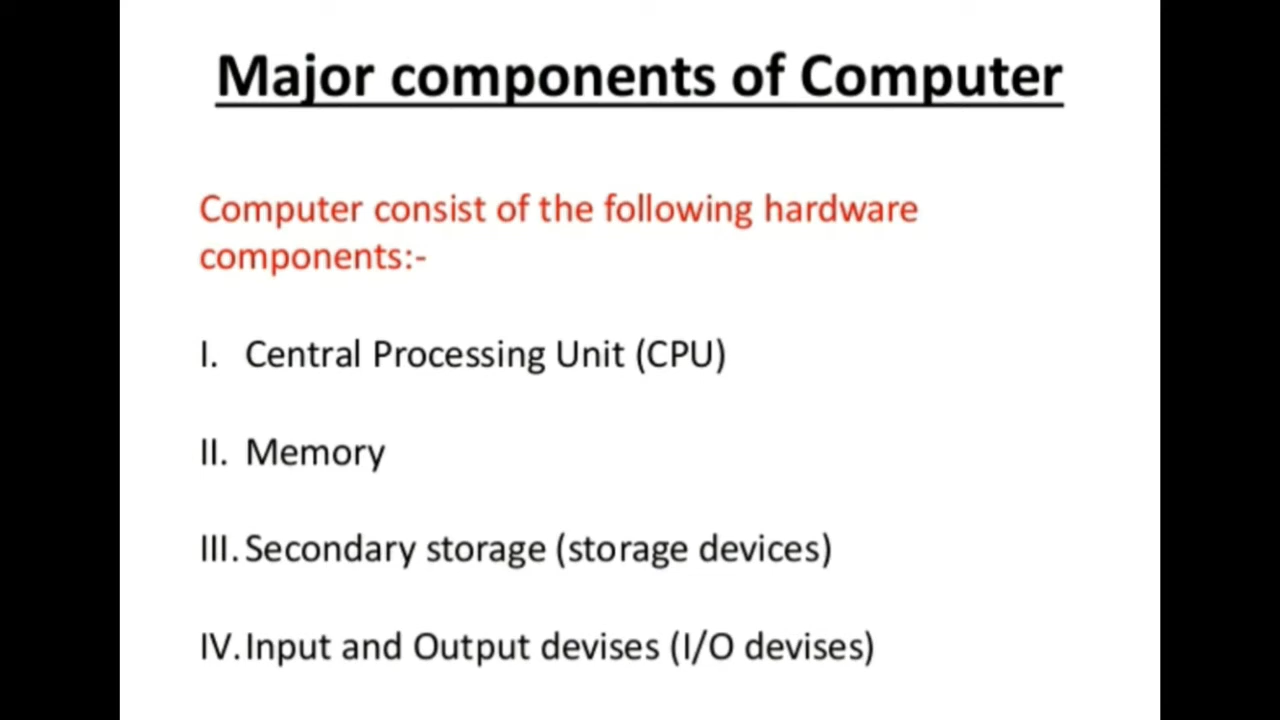 Major components of Computer
Computer consist of the following hardware
components:-
I. Central Processing Unit (CPU)
II. Memory
III. Secondary storage (storage devices)
IV. Input and Output devises (I/O devises)